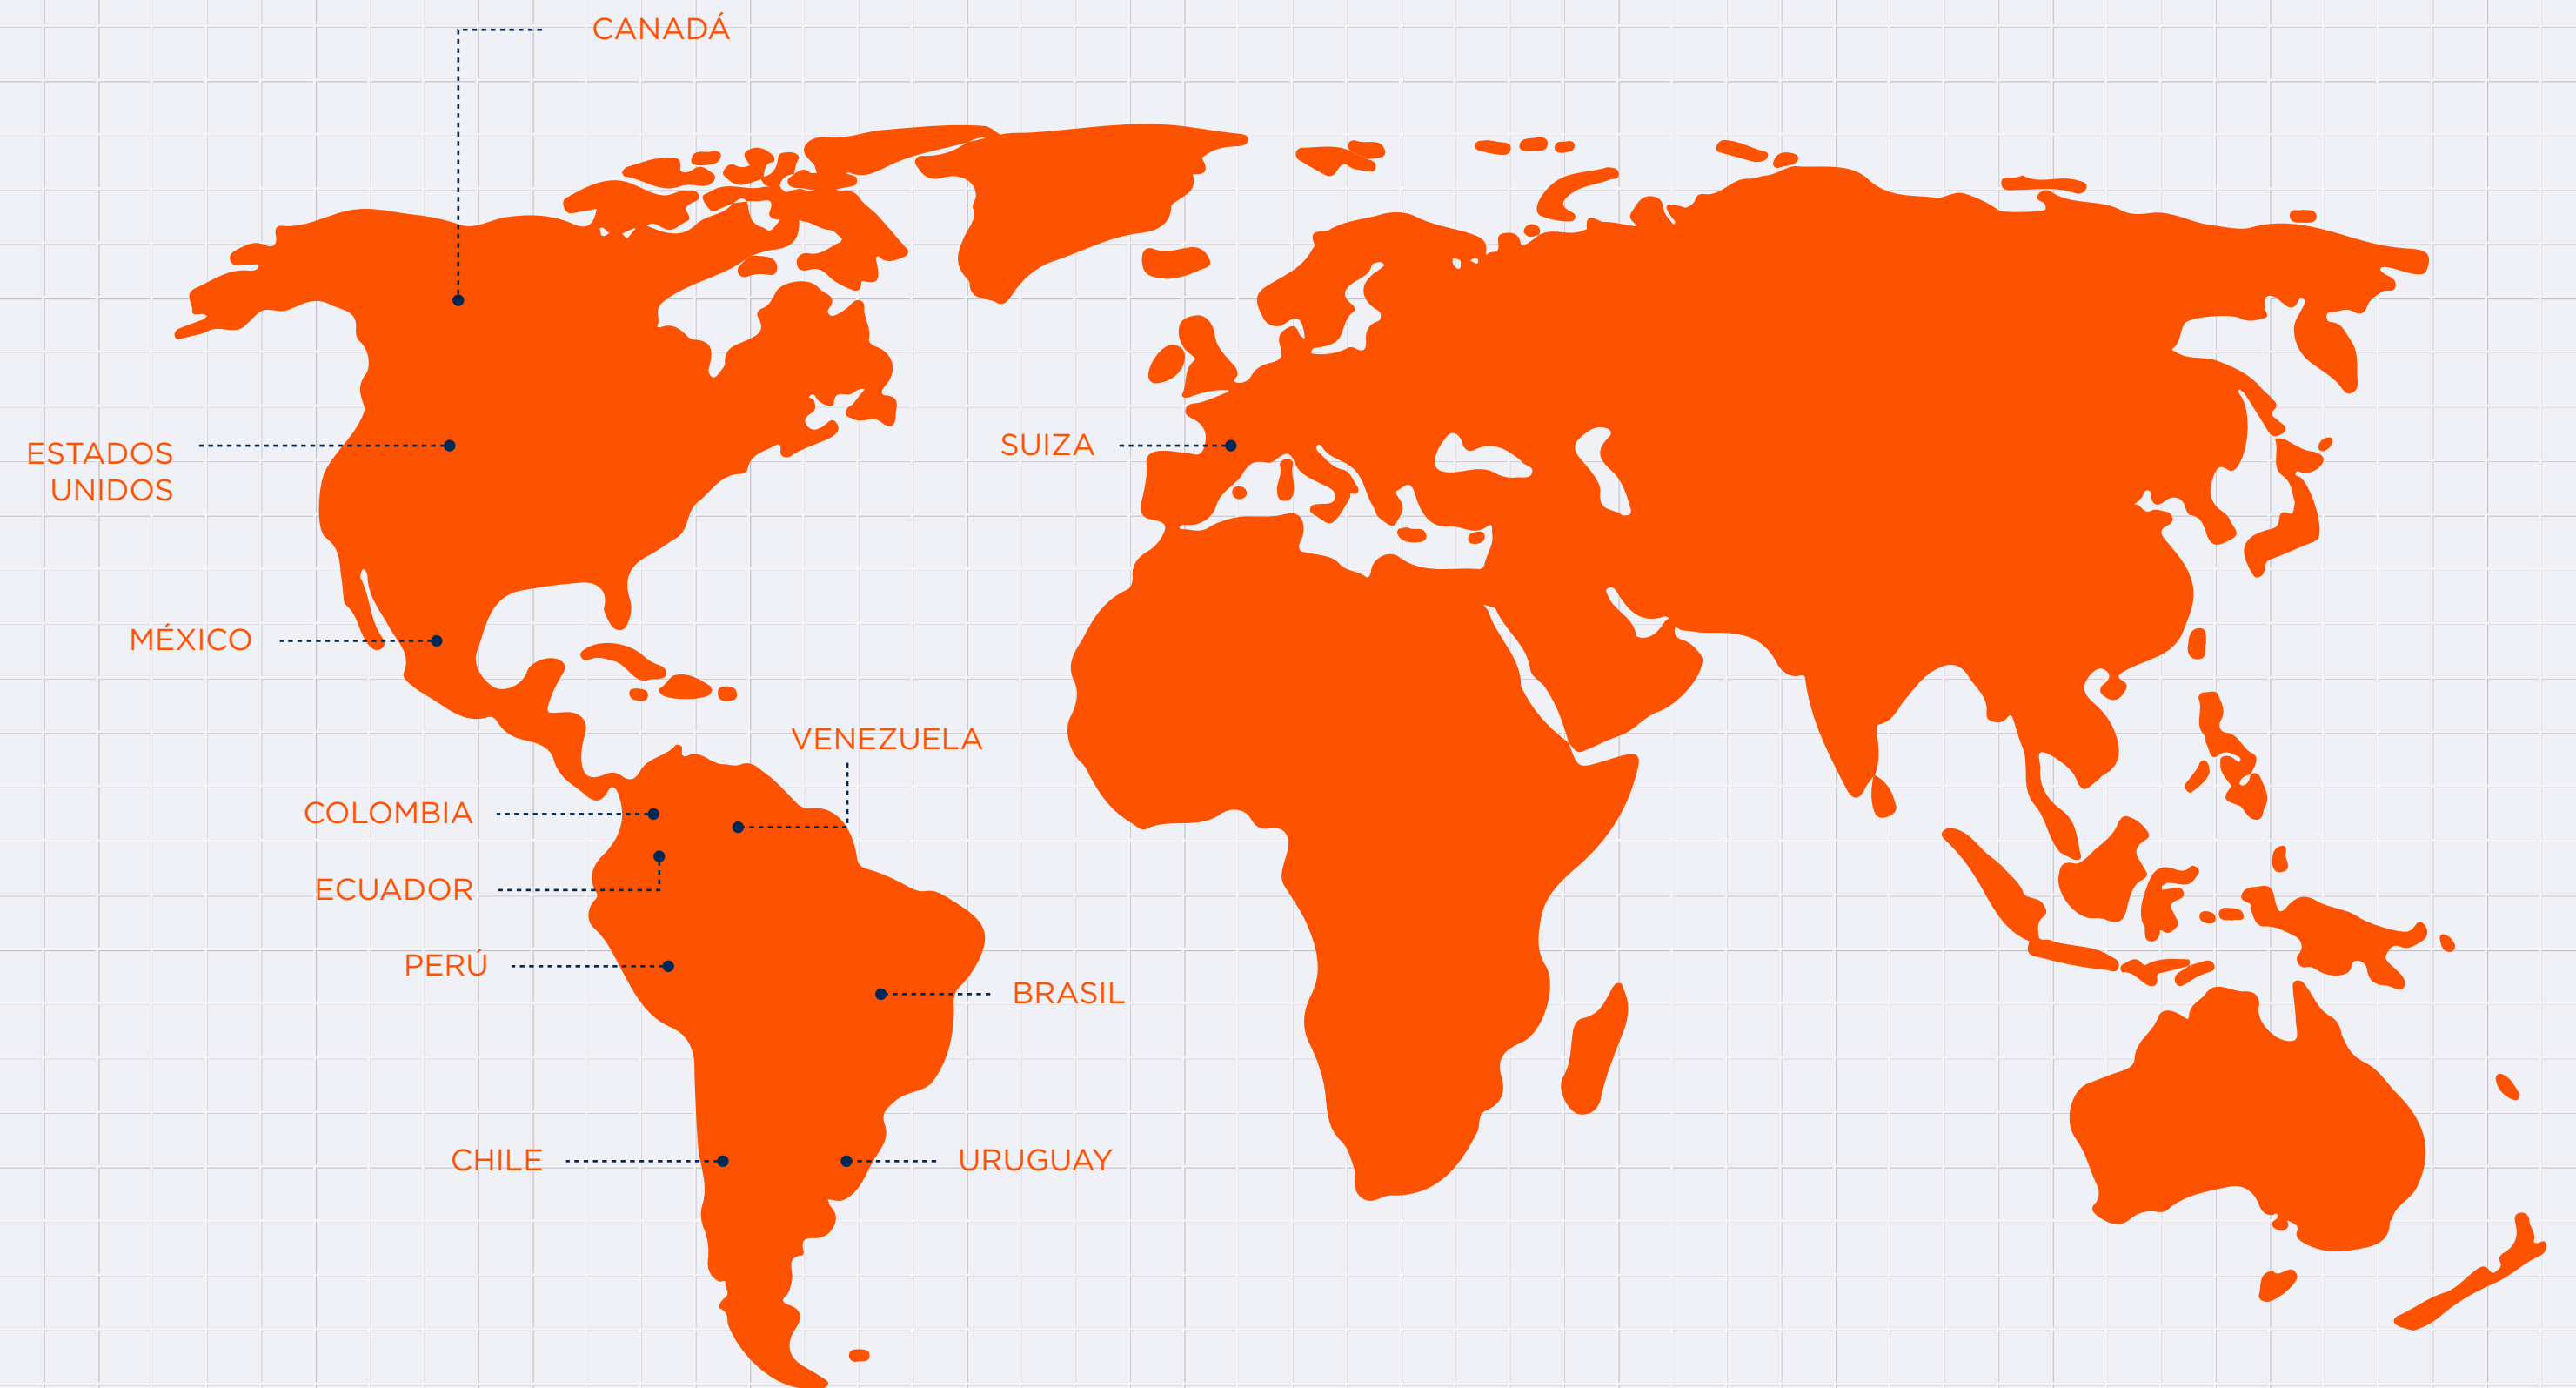 CANADÁ
ESTADOS
UNIDOS
SUIZA
MÉXICO
VENEZUELA
COLOMBIA
ECUADOR
PERÚ
BRASIL
CHILE
URUGUAY